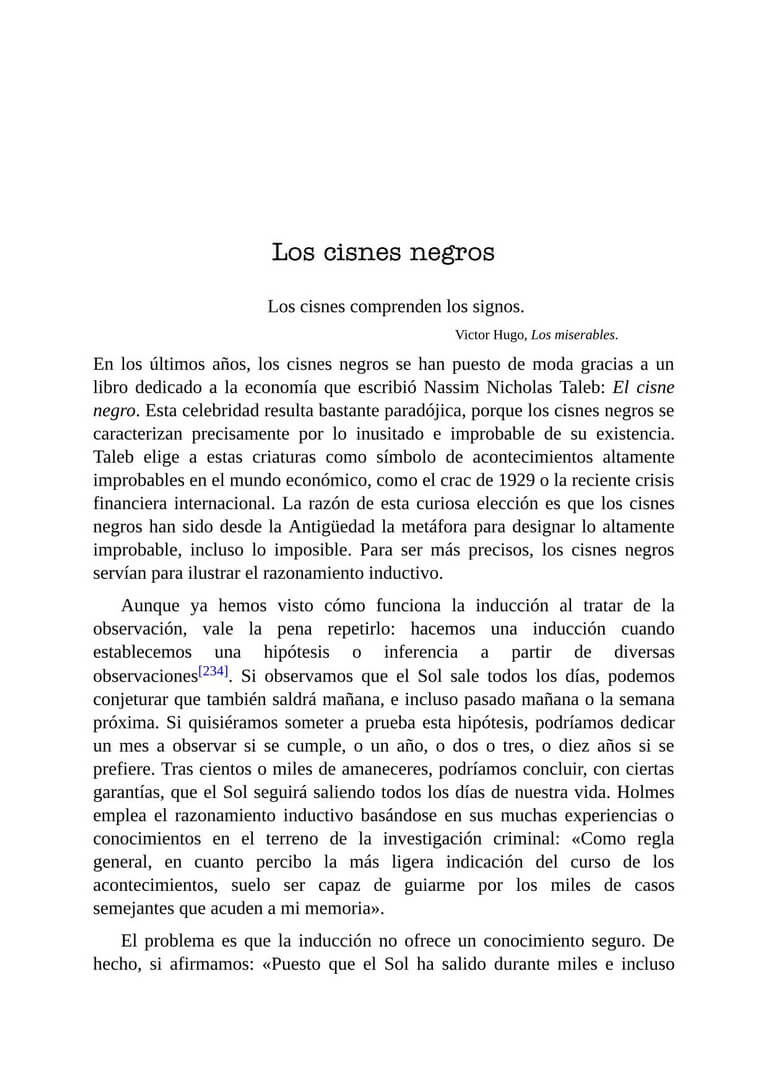 Los cisnes negros
Los cisnes comprenden los signos.
Victor Hugo, Los miserables.
En los últimos años, los cisnes negros se han puesto de moda gracias a un
libro dedicado a la economía que escribió Nassim Nicholas Taleb: El cisne
negro. Esta celebridad resulta bastante paradójica, porque los cisnes negros se
caracterizan precisamente por lo inusitado e improbable de su existencia.
Taleb elige a estas criaturas como símbolo de acontecimientos altamente
improbables en el mundo económico, como el crac de 1929 o la reciente crisis
financiera internacional. La razón de esta curiosa elección es que los cisnes
negros han sido desde la Antigüedad la metáfora para designar lo altamente
improbable, incluso lo imposible. Para ser más precisos, los cisnes negros
servían para ilustrar el razonamiento inductivo.
Aunque ya hemos visto cómo funciona la inducción al tratar de la
observación, vale la pena repetirlo: hacemos una inducción cuando
establecemos una hipótesis o inferencia a partir de diversas
observaciones[234]. Si observamos que el Sol sale todos los días, podemos
conjeturar que también saldrá mañana, e incluso pasado mañana o la semana
próxima. Si quisiéramos someter a prueba esta hipótesis, podríamos dedicar
un mes a observar si se cumple, o un año, o dos o tres, o diez años si se
prefiere. Tras cientos o miles de amaneceres, podríamos concluir, con ciertas
garantías, que el Sol seguirá saliendo todos los días de nuestra vida. Holmes
emplea el razonamiento inductivo basándose en sus muchas experiencias o
conocimientos en el terreno de la investigación criminal: «Como regla
general, en cuanto percibo la más ligera indicación del curso de los
acontecimientos, suelo ser capaz de guiarme por los miles de casos
semejantes que acuden a mi memoria».
El problema es que la inducción no ofrece un conocimiento seguro. De
hecho, si afirmamos: «Puesto que el Sol ha salido durante miles e incluso